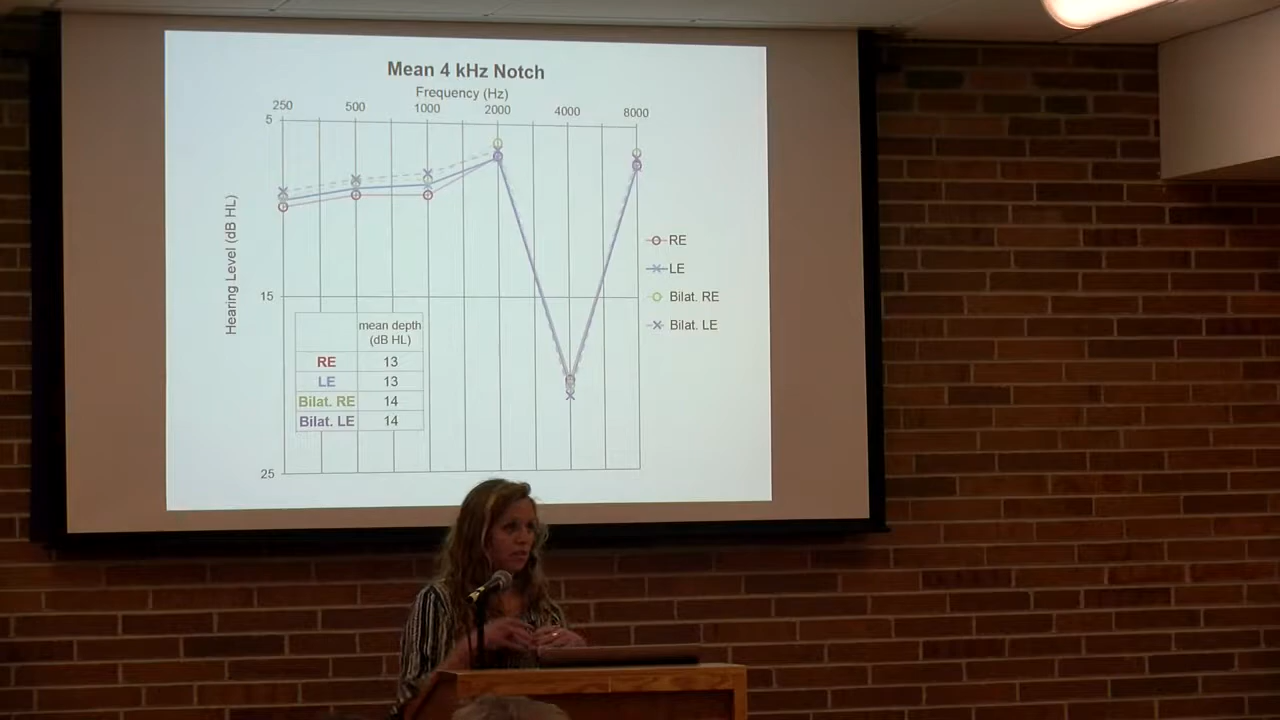 Mean 4 kHz Notch
Frequency (Hz)
250 500 1000 2000 4000 8000
5
15
25
Hearing Level (dB HL)
RE
LE
Bilat. RE
Bilat. LE
mean depth
(dB HL)
RE 13
LE 13
Bilat. RE 14
Bilat. LE 14